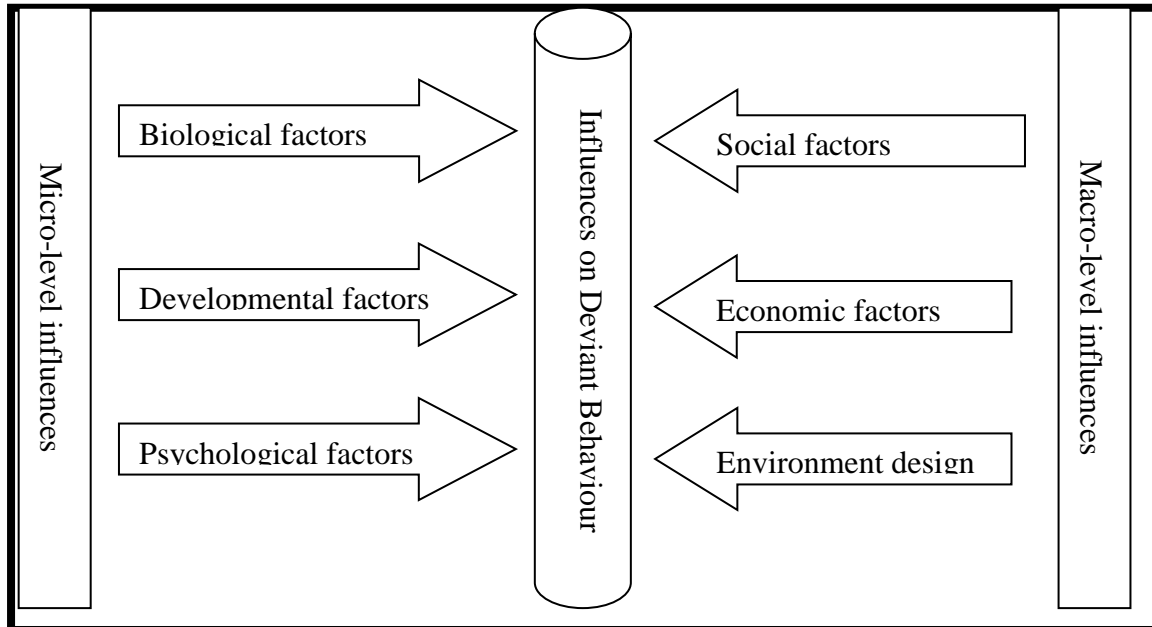 Micro-level influences
Biological factors
Developmental factors
Psychological factors
Influences on Deviant Behaviour
Social factors
Economic factors
Environment design
Macro-level influences